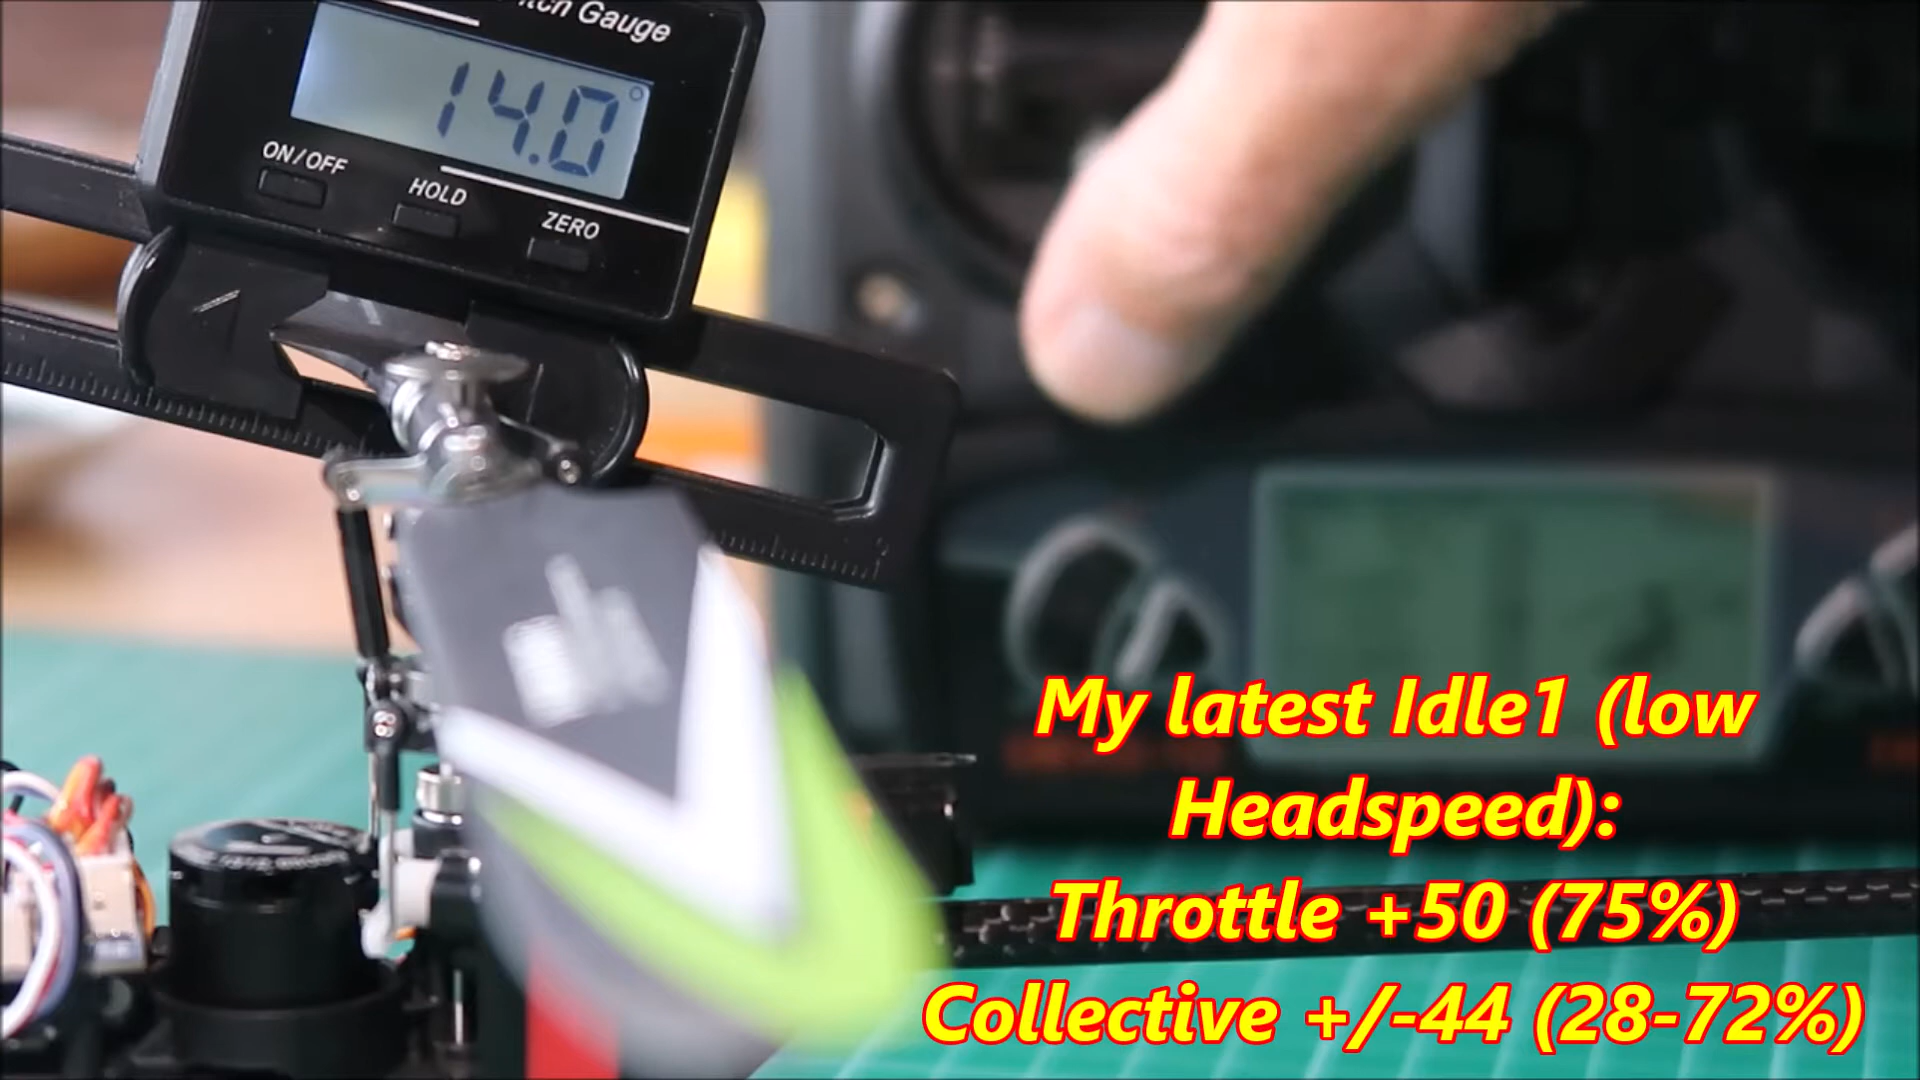 Pitch Gauge
14.0°
ON/OFF
HOLD
ZERO
My latest Idle1 (low
Headspeed):
Throttle +50 (75%)
Collective +/-44 (28-72%)